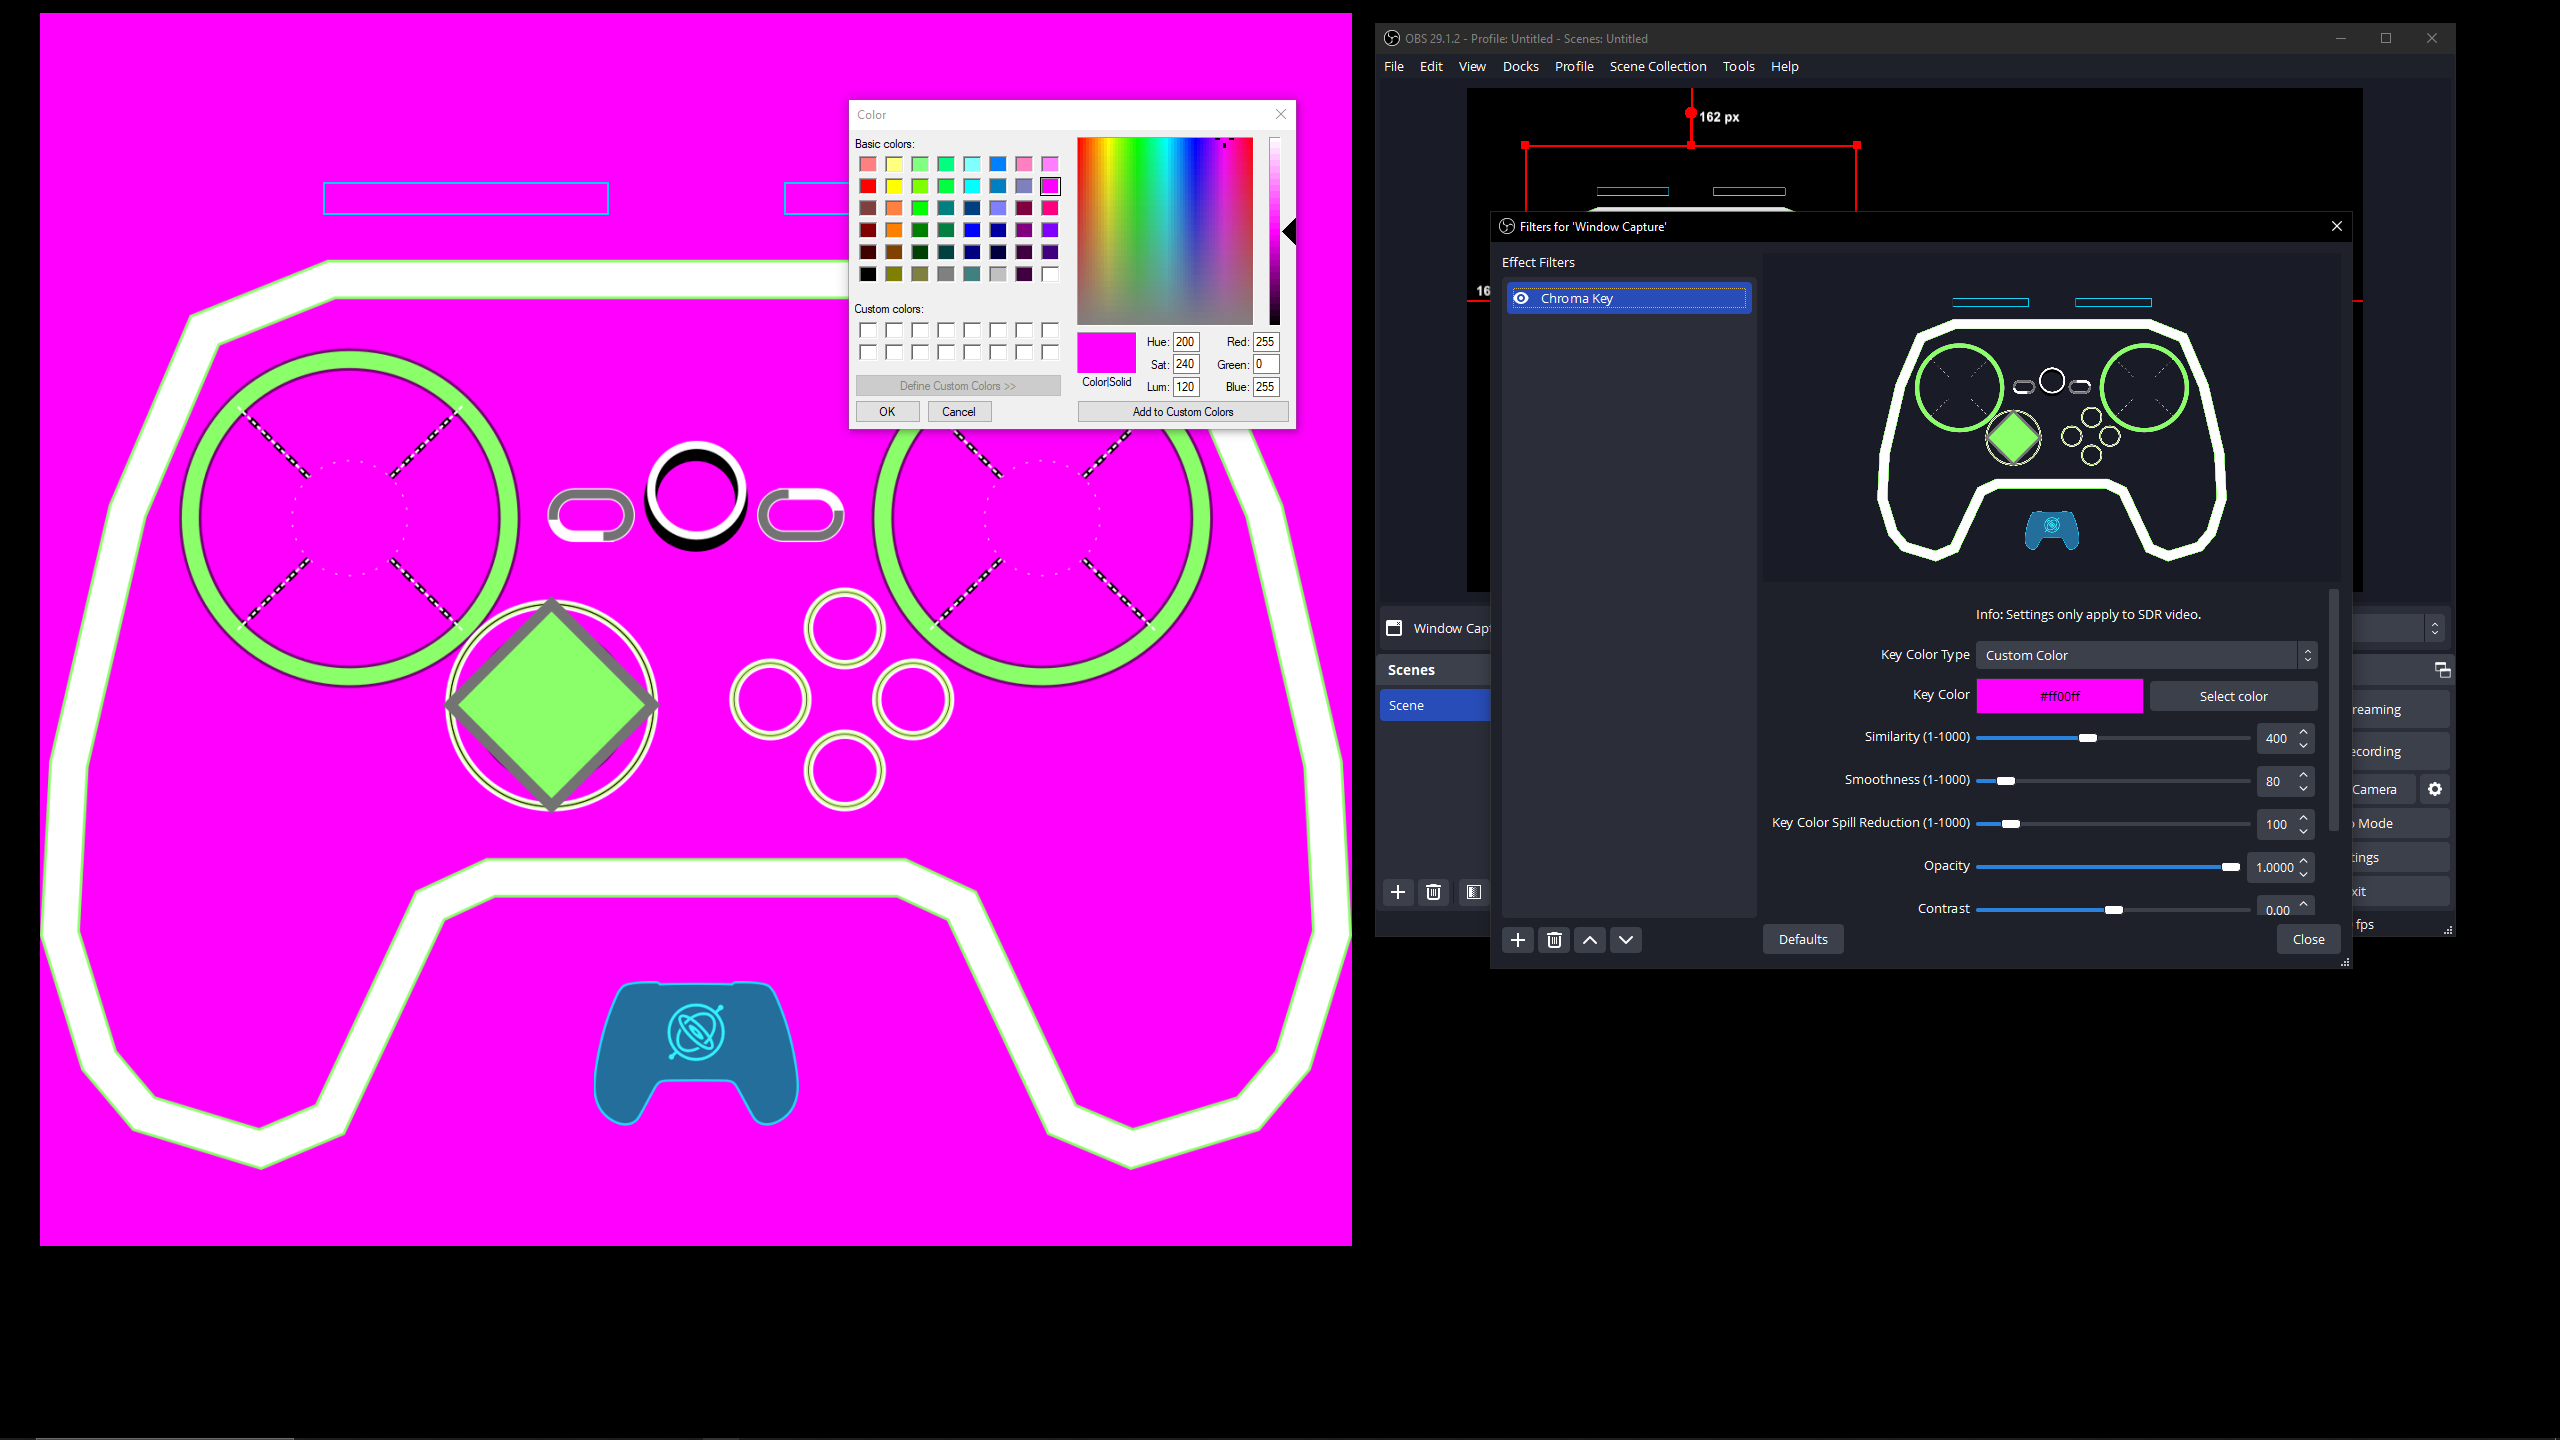 Color
Basic colors:
Custom colors:
Define Custom Colors >>
OK
Cancel
Color|Solid
Hue: 200
Sat: 240
Lum: 120
Red: 255
Green: 0
Blue: 255
Add to Custom Colors
OBS 29.1.2 - Profile: Untitled - Scenes: Untitled
File Edit View Docks Profile Scene Collection Tools Help
162 px
16
Filters for 'Window Capture'
Effect Filters
Chroma Key
Info: Settings only apply to SDR video.
Key Color Type Custom Color
Key Color #ff00ff Select color
Similarity (1-1000) 400
Smoothness (1-1000) 80
Key Color Spill Reduction (1-1000) 100
Opacity 1.0000
Contrast 0.00
Defaults
Close
Window Capt
Scenes
Scene
reaming
ecording
Camera
o Mode
tings
xit
fps